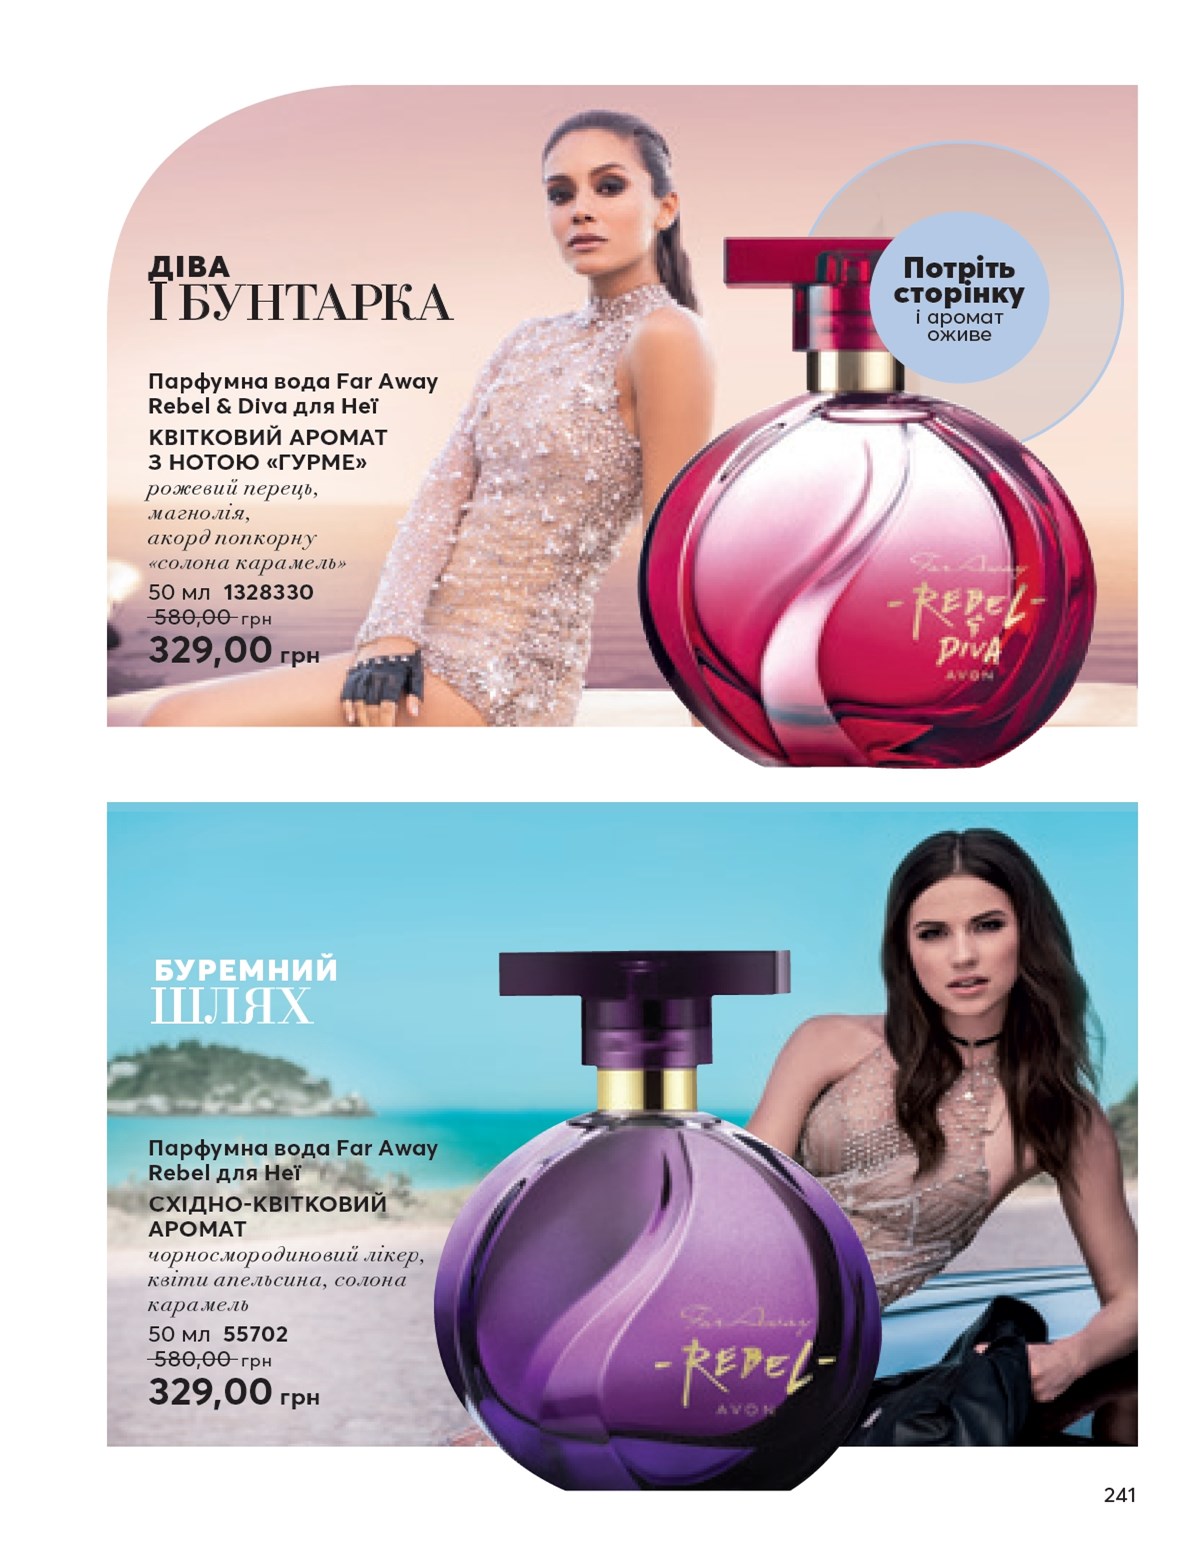 ДІВА
І БУНТАРКА
Потріть
сторінку
і аромат
оживе
Парфумна вода Far Away
Rebel & Diva для Неї
КВІТКОВИЙ АРОМАТ
З НОТОЮ «ГУРМЕ»
рожевий перець,
магнолія,
акорд попкорну
«солона карамель»
50 мл 1328330
580,00 грн
329,00 грн
Far Away
-REBEL-
&
DIVA
AVON
БУРЕМНИЙ
ШЛЯХ
Парфумна вода Far Away
Rebel для Неї
СХІДНО-КВІТКОВИЙ
АРОМАТ
чорносмородиновий лікер,
квіти апельсина, солона
карамель
50 мл 55702
580,00 грн
329,00 грн
Far Away
-REBEL-
AVON
241